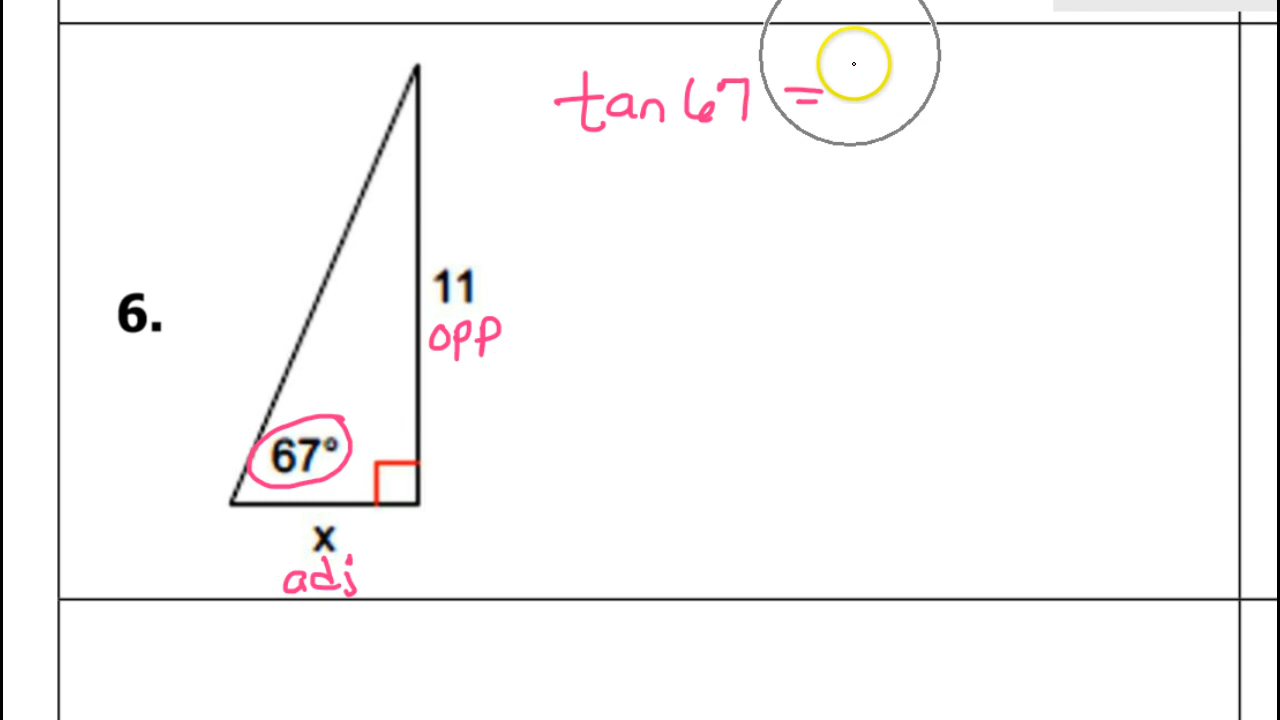 tan 67 =
6.
11
opp
67°
x
adj